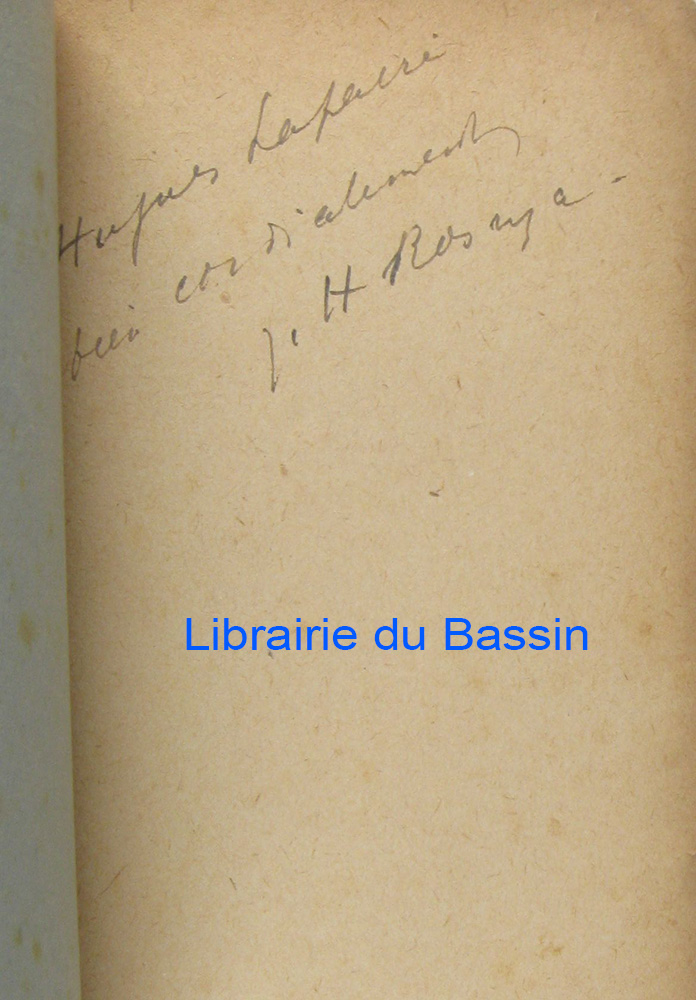 Hugues Lapaire
bien cordialement
J. H Rosny a
Librairie du Bassin